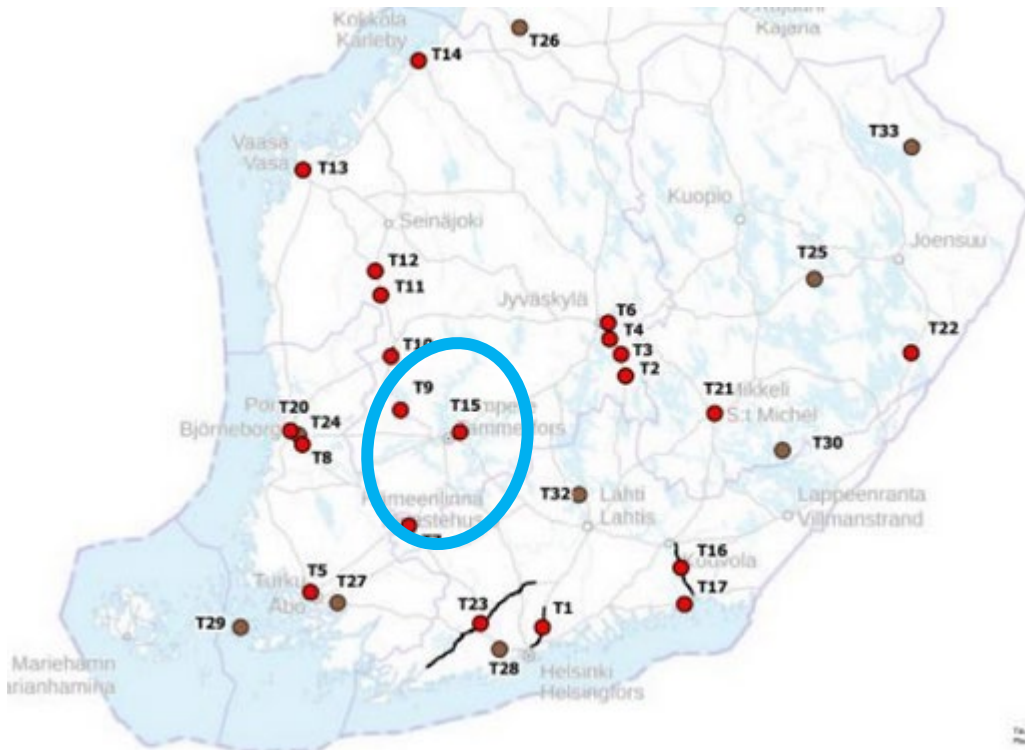 Kokkola
Karleby
T26
Kajaani
Kajana
T14
T33
Vaasa
Vasa
T13
Kuopio
Seinäjoki
Joensuu
T12
T25
T11
Jyväskylä
T6
T4
T22
T3
T10
T2
T9
T21
Mikkeli
S:t Michel
T15
T20
T24
Björneborg
T8
T30
T32
Lahti
Lahtis
Lappeenranta
Villmanstrand
T16
Kouvola
T5
T27
Turku
Åbo
T17
T29
T23
T1
T28
Mariehamn
Helsinki
Helsingfors